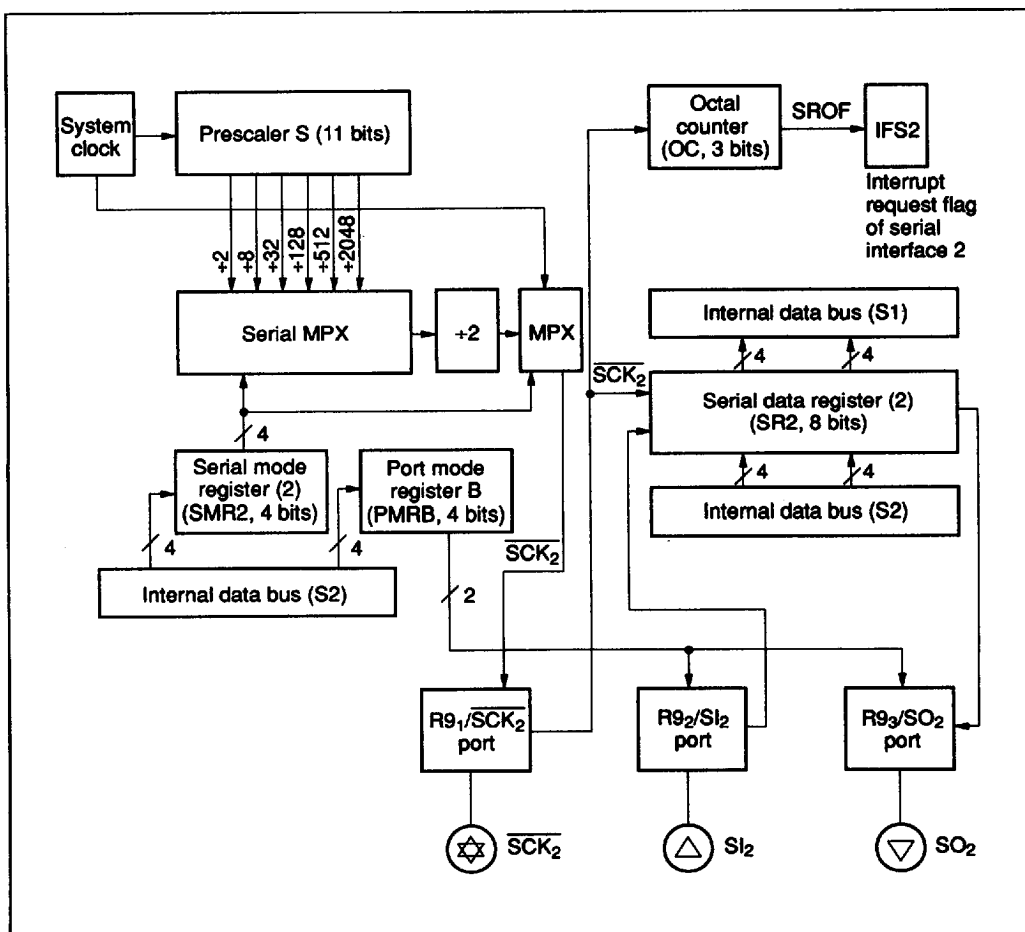 System
clock
Prescaler S (11 bits)
÷2
÷8
÷32
÷128
÷512
÷2048
Serial MPX
÷2
MPX
4
Serial mode
register (2)
(SMR2, 4 bits)
Port mode
register B
(PMRB, 4 bits)
4
4
Internal data bus (S2)
2
S̅C̅K̅₂
Octal
counter
(OC, 3 bits)
SROF
IFS2
Interrupt
request flag
of serial
interface 2
Internal data bus (S1)
4
4
S̅C̅K̅₂
Serial data register (2)
(SR2, 8 bits)
4
4
Internal data bus (S2)
R9₁/S̅C̅K̅₂
port
R9₂/SI₂
port
R9₃/SO₂
port
S̅C̅K̅₂
SI₂
SO₂